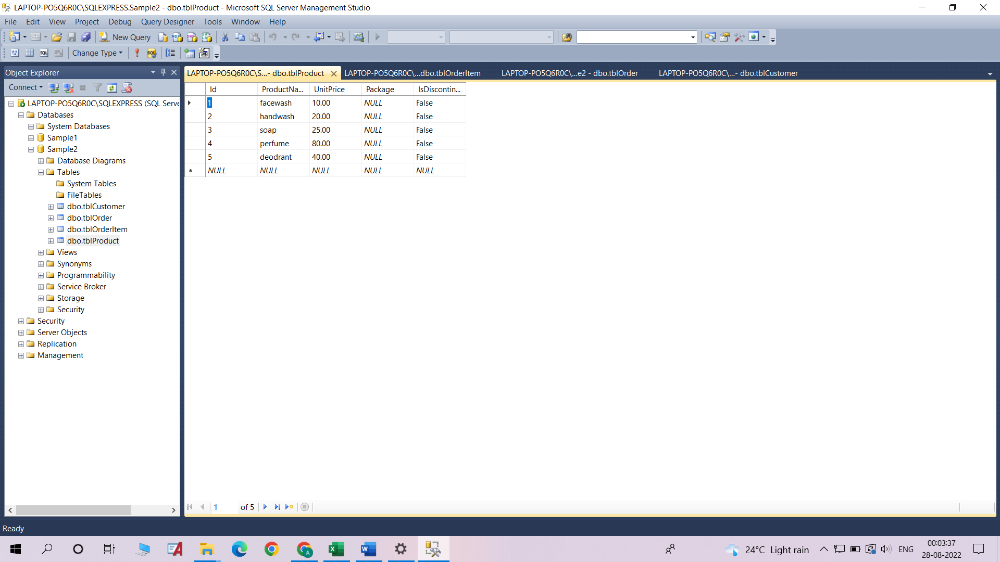 LAPTOP-PO5Q6R0C\SQLEXPRESS.Sample2 - dbo.tblProduct - Microsoft SQL Server Management Studio
File Edit View Project Debug Query Designer Tools Window Help
New Query
Change Type
Object Explorer
Connect
LAPTOP-PO5Q6R0C\SQLEXPRESS (SQL Serve
Databases
System Databases
Sample1
Sample2
Database Diagrams
Tables
System Tables
FileTables
dbo.tblCustomer
dbo.tblOrder
dbo.tblOrderItem
dbo.tblProduct
Views
Synonyms
Programmability
Service Broker
Storage
Security
Security
Server Objects
Replication
Management
LAPTOP-PO5Q6R0C\S...- dbo.tblProduct LAPTOP-PO5Q6R0C\...dbo.tblOrderItem LAPTOP-PO5Q6R0C\...e2 - dbo.tblOrder LAPTOP-PO5Q6R0C\...- dbo.tblCustomer
Id ProductNa... UnitPrice Package IsDiscontin...
1 facewash 10.00 NULL False
2 handwash 20.00 NULL False
3 soap 25.00 NULL False
4 perfume 80.00 NULL False
5 deodrant 40.00 NULL False
NULL NULL NULL NULL NULL
1 of 5
Ready
24°C Light rain ENG 00:03:37
28-08-2022